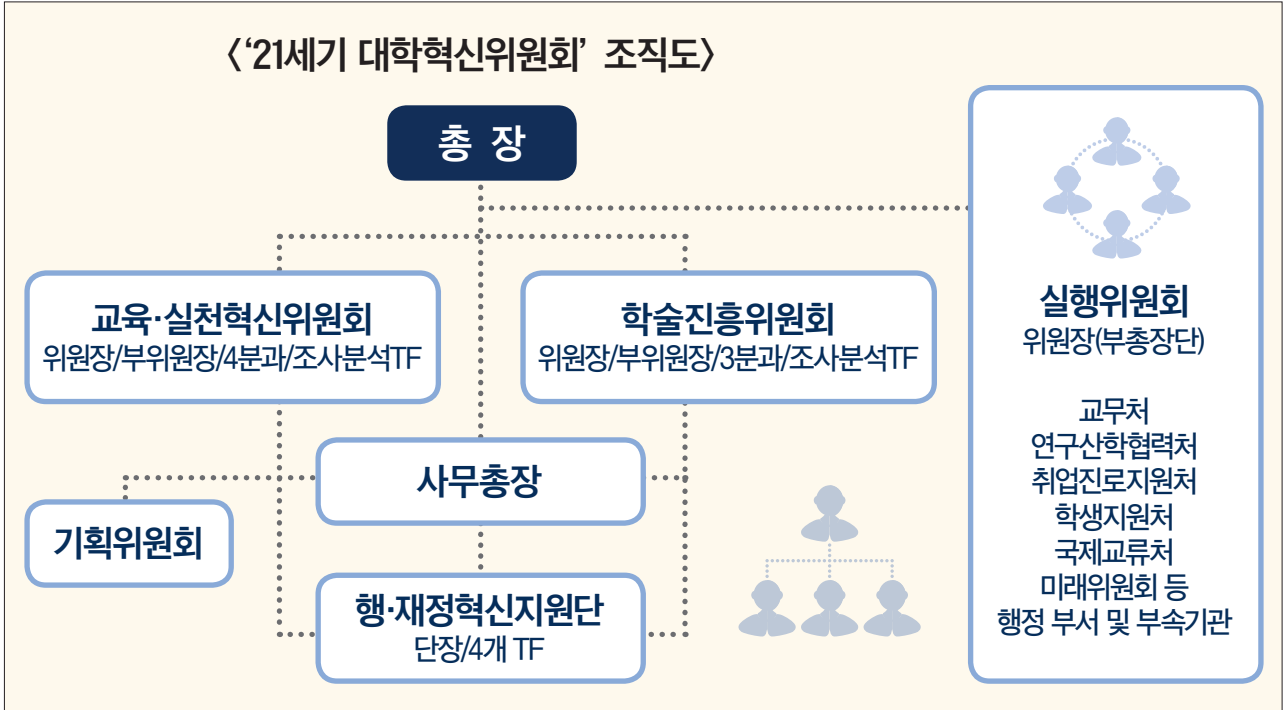 〈‘21세기 대학혁신위원회’ 조직도〉
총 장
교육·실천혁신위원회
위원장/부위원장/4분과/조사분석TF
학술진흥위원회
위원장/부위원장/3분과/조사분석TF
사무총장
기획위원회
행·재정혁신지원단
단장/4개 TF
실행위원회
위원장(부총장단)
교무처
연구산학협력처
취업진로지원처
학생지원처
국제교류처
미래위원회 등
행정 부서 및 부속기관